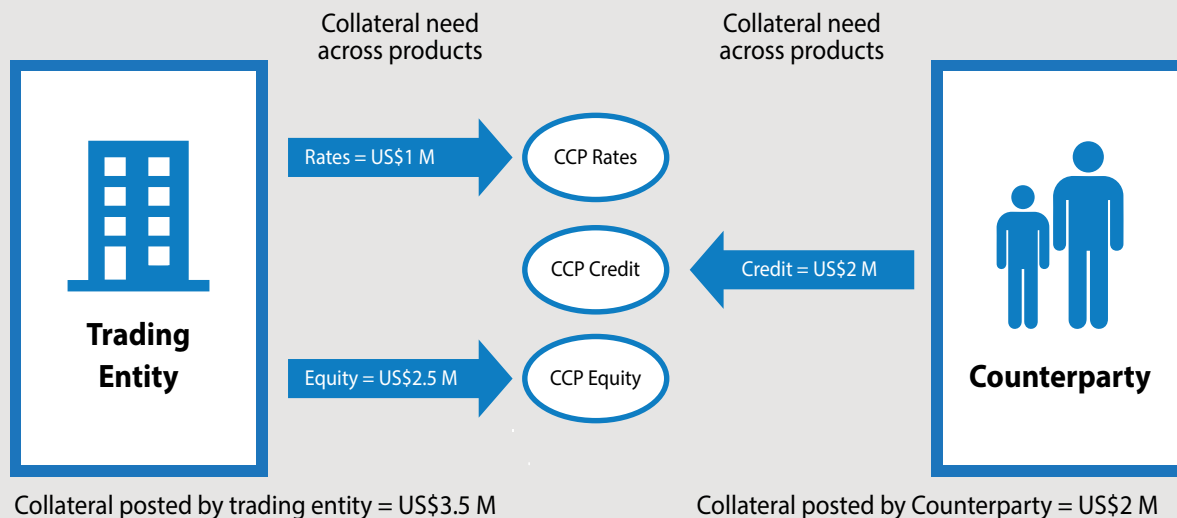 Collateral need
across products
Collateral need
across products
Rates = US$1 M
CCP Rates
CCP Credit
Credit = US$2 M
Trading
Entity
Equity = US$2.5 M
CCP Equity
Counterparty
Collateral posted by trading entity = US$3.5 M
Collateral posted by Counterparty = US$2 M